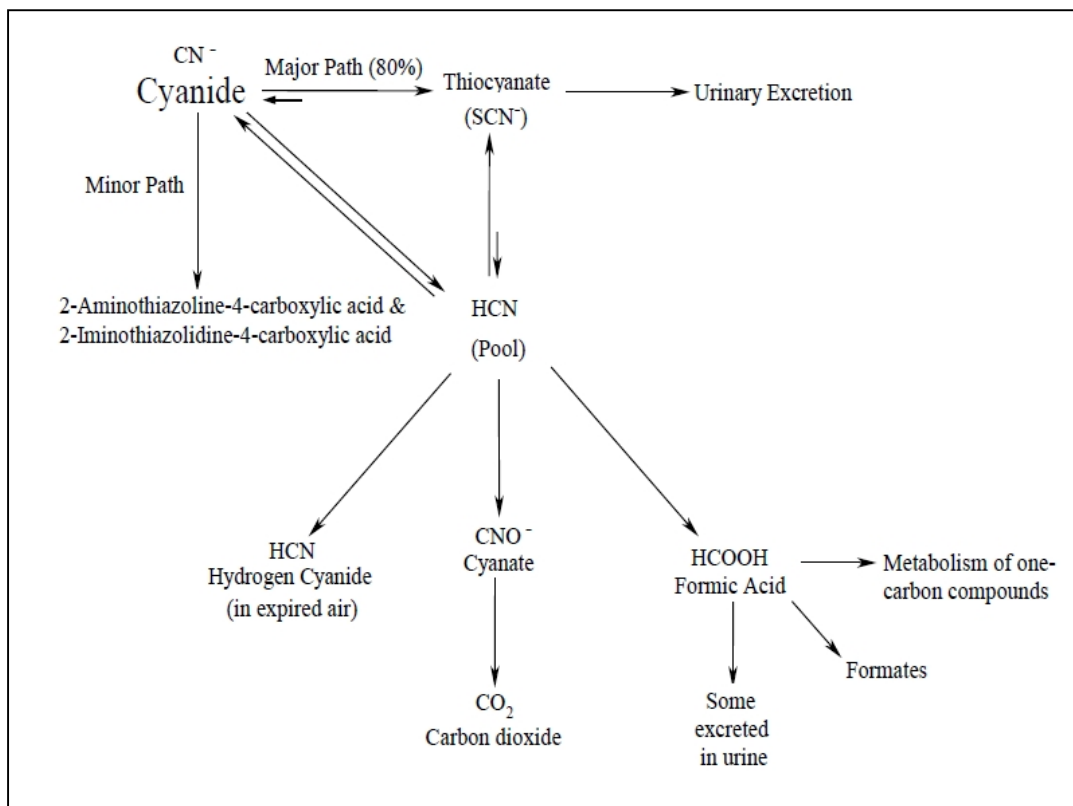 CN -
Cyanide
Major Path (80%)
Thiocyanate
(SCN-)
Urinary Excretion
Minor Path
2-Aminothiazoline-4-carboxylic acid &
2-Iminothiazolidine-4-carboxylic acid
HCN
(Pool)
HCN
Hydrogen Cyanide
(in expired air)
CNO -
Cyanate
HCOOH
Formic Acid
Metabolism of one-
carbon compounds
Formates
CO2
Carbon dioxide
Some
excreted
in urine